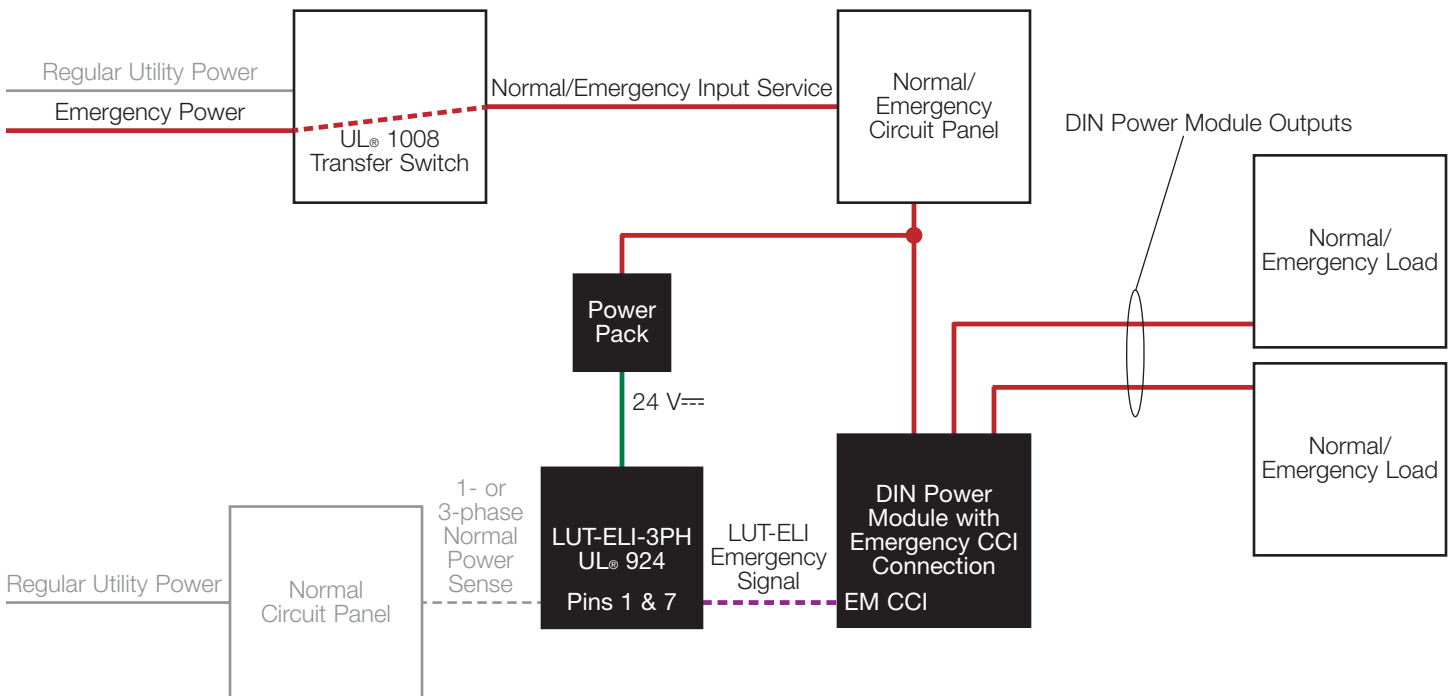 Regular Utility Power
Emergency Power
UL® 1008
Transfer Switch
Normal/Emergency Input Service
Normal/
Emergency
Circuit Panel
DIN Power Module Outputs
Normal/
Emergency Load
Normal/
Emergency Load
Power
Pack
24 V⎓
Regular Utility Power
Normal
Circuit Panel
1- or
3-phase
Normal
Power
Sense
LUT-ELI-3PH
UL® 924
Pins 1 & 7
LUT-ELI
Emergency
Signal
DIN Power
Module with
Emergency CCI
Connection
EM CCI